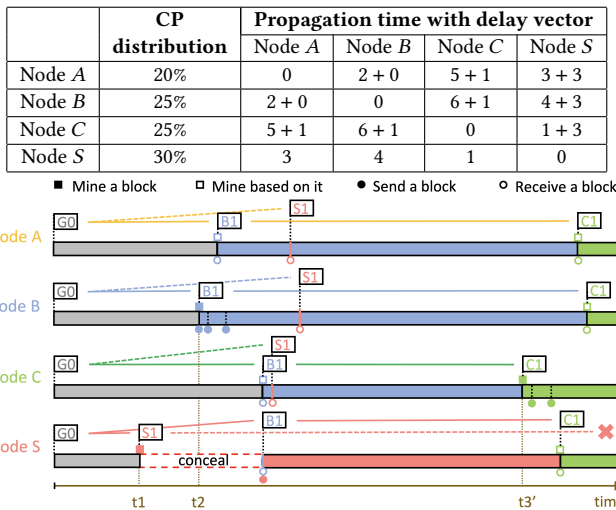 CP distribution
Propagation time with delay vector
Node A Node B Node C Node S
Node A 20% 0 2 + 0 5 + 1 3 + 3
Node B 25% 2 + 0 0 6 + 1 4 + 3
Node C 25% 5 + 1 6 + 1 0 1 + 3
Node S 30% 3 4 1 0
Mine a block Mine based on it Send a block Receive a block
S1
G0 B1 C1
ode A
S1
G0 B1 C1
ode B
S1
G0 B1 C1
ode C
B1 C1
G0 S1
ode S
conceal
t1 t2 t3' tim